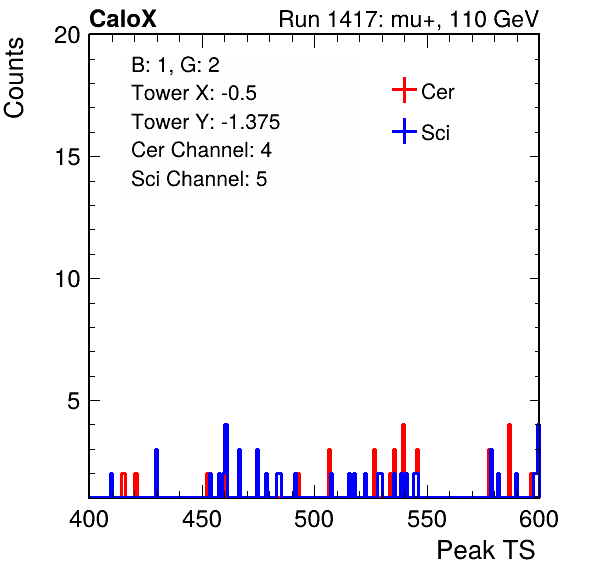 CaloX Run 1417: mu+, 110 GeV
Counts
20
15
10
5
B: 1, G: 2
Tower X: -0.5
Tower Y: -1.375
Cer Channel: 4
Sci Channel: 5
Cer
Sci
400 450 500 550 600
Peak TS